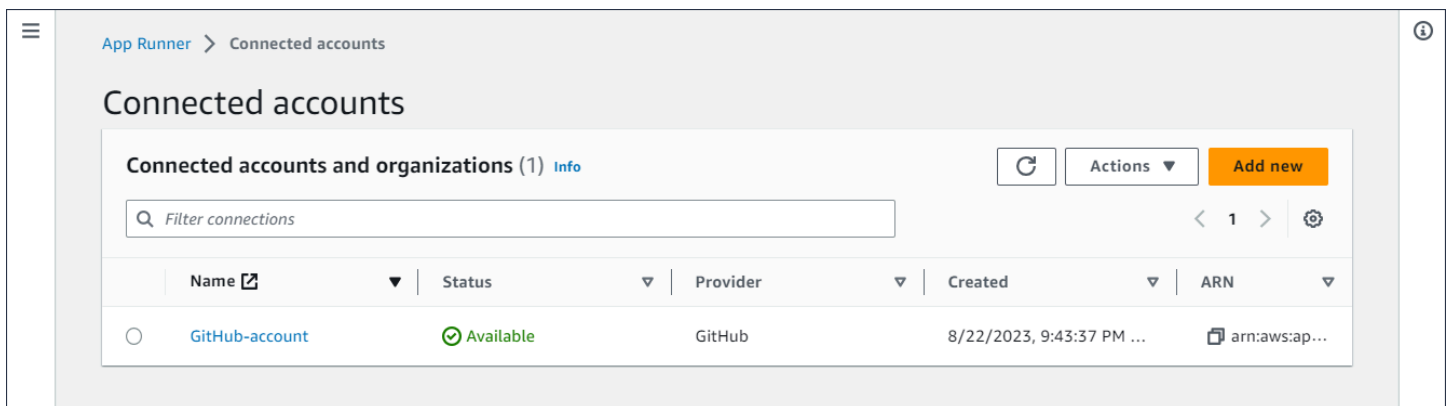 App Runner > Connected accounts
Connected accounts
Connected accounts and organizations (1) Info
Actions
Add new
Filter connections
< 1 >
Name Status Provider Created ARN
GitHub-account Available GitHub 8/22/2023, 9:43:37 PM ... arn:aws:ap...